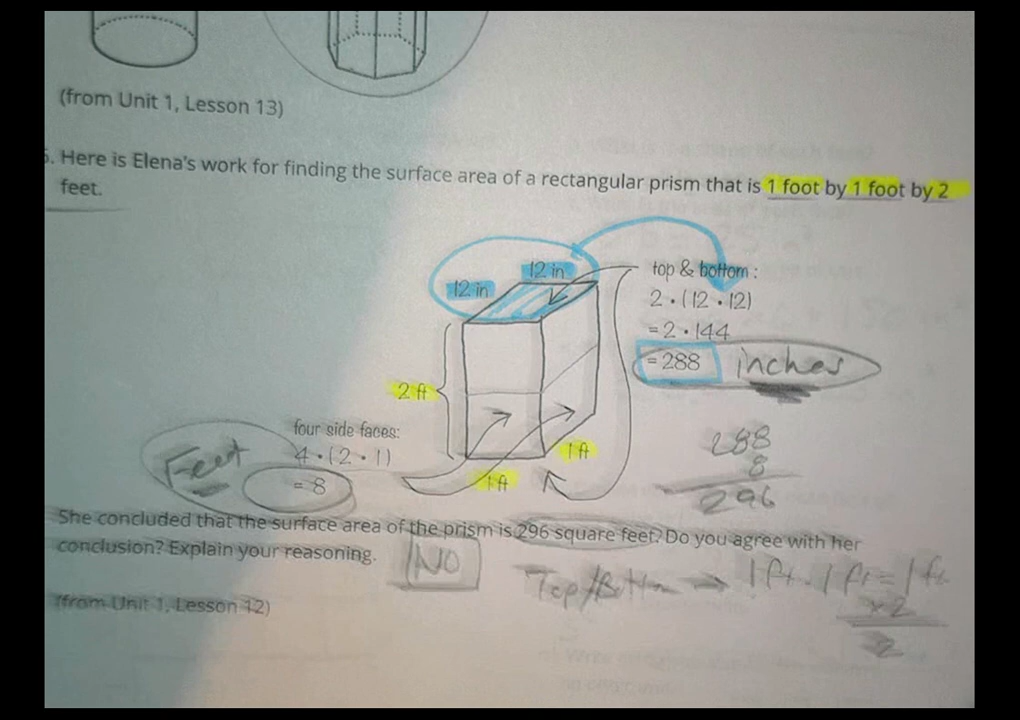 (from Unit 1, Lesson 13)
5. Here is Elena's work for finding the surface area of a rectangular prism that is 1 foot by 1 foot by 2
feet.
12 in
12 in
top & bottom :
2 · (12 · 12)
= 2 · 144
= 288 inches
2 ft
four side faces:
4 · (2 · 1)
= 8
Feet
1 ft
1 ft
288
8
296
She concluded that the surface area of the prism is 296 square feet. Do you agree with her
conclusion? Explain your reasoning.
NO
Top/Bottom → 1 ft · 1 ft = 1 ft
× 2
2
(from Unit 1, Lesson 12)